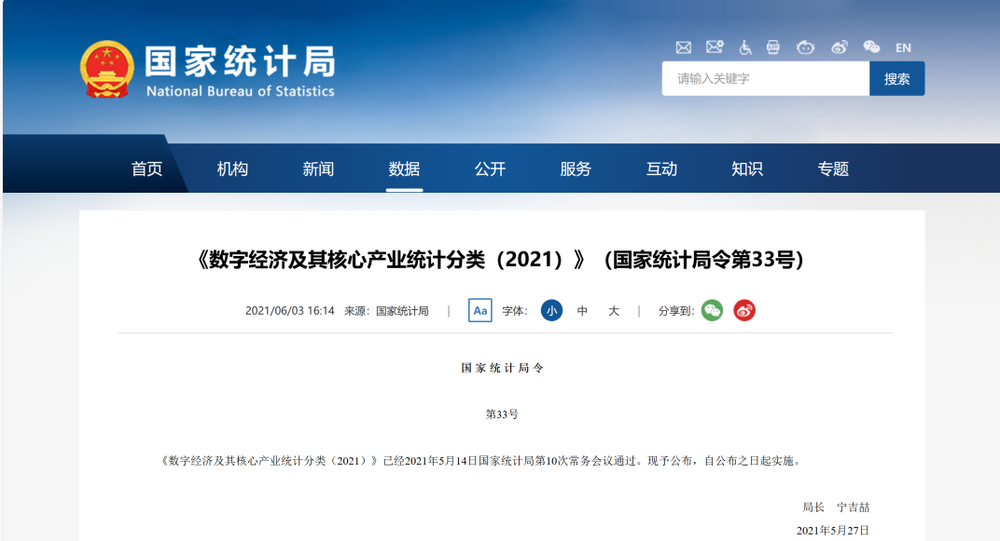 国家统计局
National Bureau of Statistics
EN
请输入关键字 搜索
首页 机构 新闻 数据 公开 服务 互动 知识 专题
《数字经济及其核心产业统计分类（2021）》（国家统计局令第33号）
2021/06/03 16:14 来源：国家统计局 | Aa 字体： 小 中 大 | 分享到：
国家统计局令
第33号
《数字经济及其核心产业统计分类（2021）》已经2021年5月14日国家统计局第10次常务会议通过。现予公布，自公布之日起实施。
局长 宁吉喆
2021年5月27日